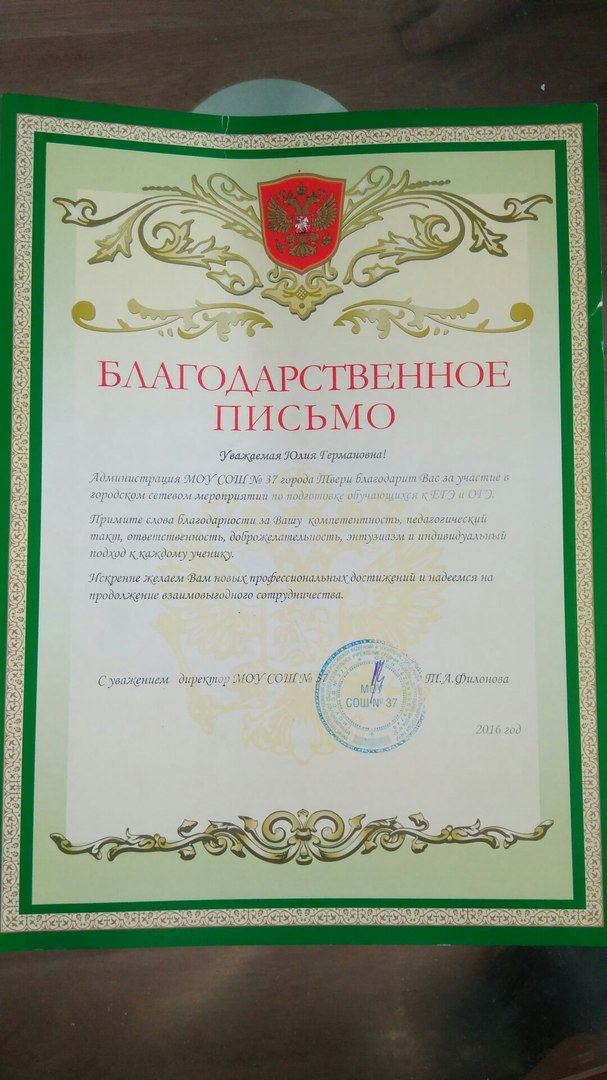 БЛАГОДАРСТВЕННОЕ
ПИСЬМО
Уважаемая Юлия Германовна!
Администрация МОУ СОШ № 37 города Твери благодарит Вас за участие в
городском сетевом мероприятии по подготовке обучающихся к ЕГЭ и ОГЭ.
Примите слова благодарности за Вашу компетентность, педагогический
такт, ответственность, доброжелательность, энтузиазм и индивидуальный
подход к каждому ученику.
Искренне желаем Вам новых профессиональных достижений и надеемся на
продолжение взаимовыгодного сотрудничества.
С уважением директор МОУ СОШ № 37 Т.А.Филонова
МОУ
СОШ № 37
2016 год